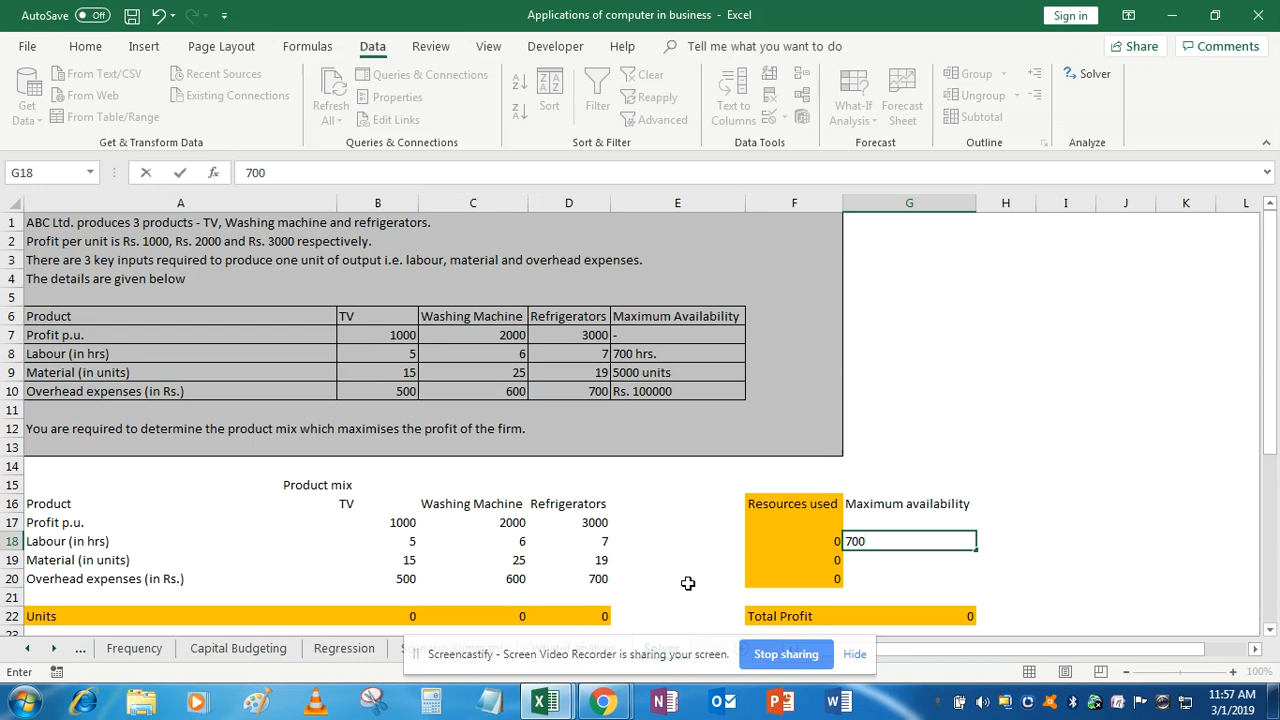 AutoSave Off
Applications of computer in business - Excel
Sign in
File Home Insert Page Layout Formulas Data Review View Developer Help Tell me what you want to do
Share Comments
Get Data
From Text/CSV
From Web
From Table/Range
Recent Sources
Existing Connections
Get & Transform Data
Refresh All
Queries & Connections
Properties
Edit Links
Queries & Connections
Sort
Filter
Clear
Reapply
Advanced
Sort & Filter
Text to Columns
Data Tools
What-If Analysis
Forecast Sheet
Forecast
Group
Ungroup
Subtotal
Outline
Solver
Analyze
G18 fx 700
A B C D E F G H I J K L
1 ABC Ltd. produces 3 products - TV, Washing machine and refrigerators.
2 Profit per unit is Rs. 1000, Rs. 2000 and Rs. 3000 respectively.
3 There are 3 key inputs required to produce one unit of output i.e. labour, material and overhead expenses.
4 The details are given below
5
6 Product TV Washing Machine Refrigerators Maximum Availability
7 Profit p.u. 1000 2000 3000 -
8 Labour (in hrs) 5 6 7 700 hrs.
9 Material (in units) 15 25 19 5000 units
10 Overhead expenses (in Rs.) 500 600 700 Rs. 100000
11
12 You are required to determine the product mix which maximises the profit of the firm.
13
14
15 Product mix
16 Product TV Washing Machine Refrigerators Resources used Maximum availability
17 Profit p.u. 1000 2000 3000
18 Labour (in hrs) 5 6 7 0 700
19 Material (in units) 15 25 19 0
20 Overhead expenses (in Rs.) 500 600 700 0
21
22 Units 0 0 0 Total Profit 0
23
... Frequency Capital Budgeting Regression
Screencastify - Screen Video Recorder is sharing your screen. Stop sharing Hide
Enter
100%
11:57 AM
3/1/2019